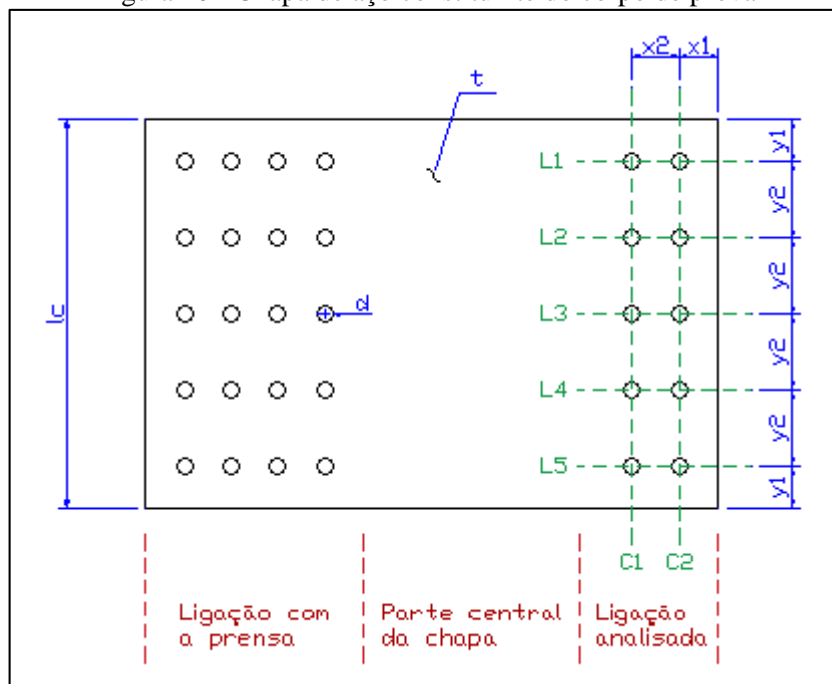 x2 x1
t
y1
L1
y2
L2
y2
lc
L3
d
y2
L4
y2
L5
y1
C1 C2
Ligação com
a prensa
Parte central
da chapa
Ligação
analisada